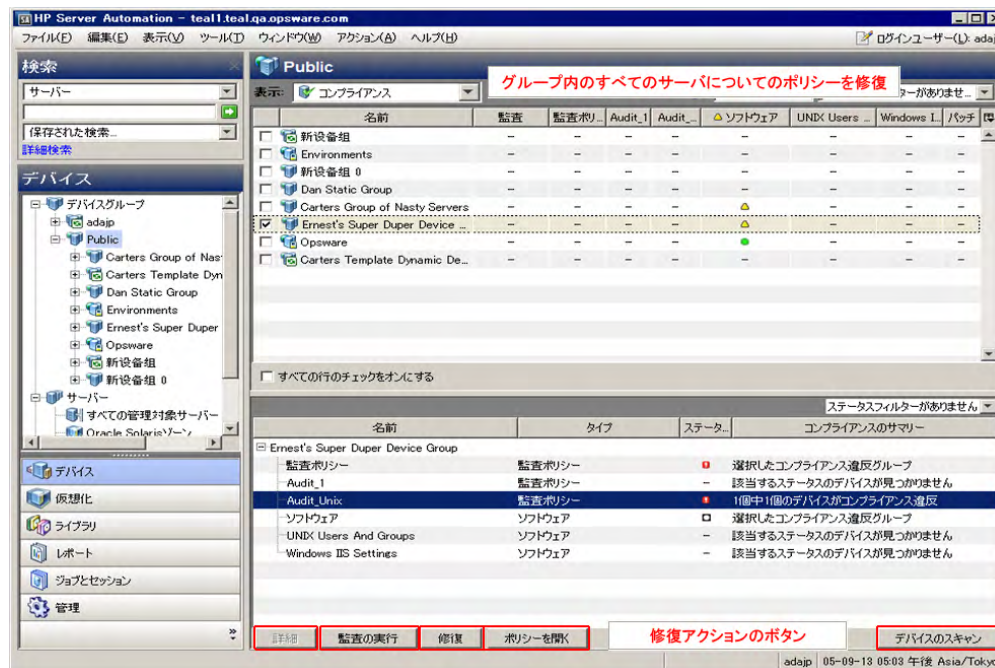 HP Server Automation - teal1.teal.qa.opsware.com
ファイル(F) 編集(E) 表示(V) ツール(T) ウィンドウ(W) アクション(A) ヘルプ(H)
ログインユーザー(L): adajp
検索
サーバー
保存された検索...
詳細検索
デバイス
デバイスグループ
adajp
Public
Carters Group of Nas
Carters Template Dyn
Dan Static Group
Environments
Ernest's Super Duper
Opsware
新设备组
新设备组 0
サーバー
すべての管理対象サーバー
Oracle Solarisゾーン
デバイス
仮想化
ライブラリ
レポート
ジョブとセッション
管理
Public
表示: コンプライアンス
グループ内のすべてのサーバについてのポリシーを修復
ーがありませ...
名前 監査 監査ポリ... Audit_1 Audit_... ソフトウェア UNIX Users ... Windows I... パッチ
新设备组 - - - - - - - -
Environments - - - - - - - -
新设备组 0 - - - - - - - -
Dan Static Group - - - - - - - -
Carters Group of Nasty Servers - - - - - - -
Ernest's Super Duper Device ... - - - - - - -
Opsware - - - - - - -
Carters Template Dynamic De... - - - - - - - -
すべての行のチェックをオンにする
ステータスフィルターがありません
名前 タイプ ステータ... コンプライアンスのサマリー
Ernest's Super Duper Device Group
監査ポリシー 監査ポリシー 選択したコンプライアンス違反グループ
Audit_1 監査ポリシー - 該当するステータスのデバイスが見つかりません
Audit_Unix 監査ポリシー 1個中1個のデバイスがコンプライアンス違反
ソフトウェア ソフトウェア 選択したコンプライアンス違反グループ
UNIX Users And Groups ソフトウェア - 該当するステータスのデバイスが見つかりません
Windows IIS Settings ソフトウェア - 該当するステータスのデバイスが見つかりません
詳細 監査の実行 修復 ポリシーを開く 修復アクションのボタン デバイスのスキャン
adajp 05-09-13 05:03 午後 Asia/Tokyo